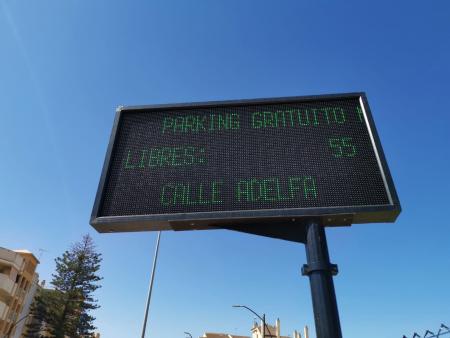 PARKING GRATUITO
LIBRES: 55
CALLE ADELFA